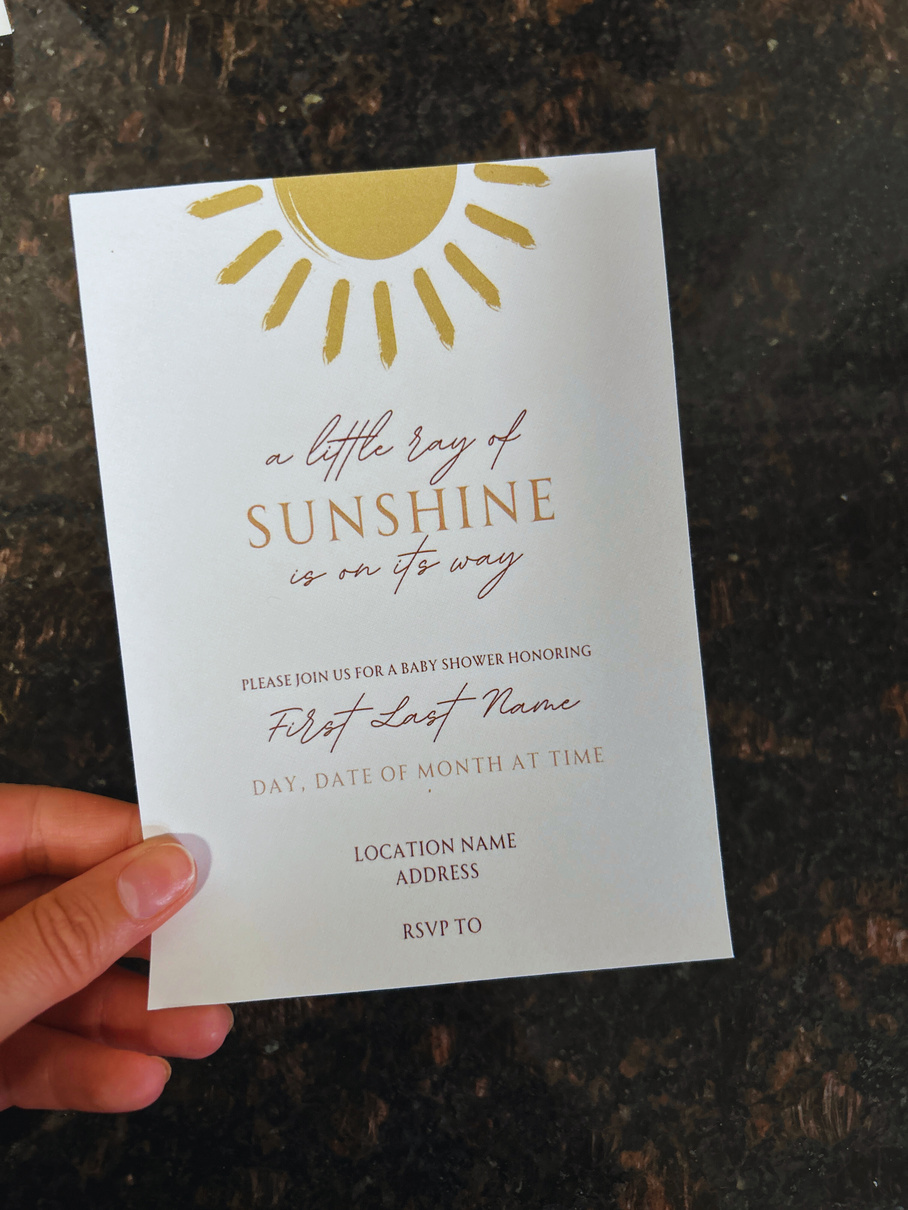 a little ray of
SUNSHINE
is on its way
PLEASE JOIN US FOR A BABY SHOWER HONORING
First Last Name
DAY, DATE OF MONTH AT TIME
LOCATION NAME
ADDRESS
RSVP TO